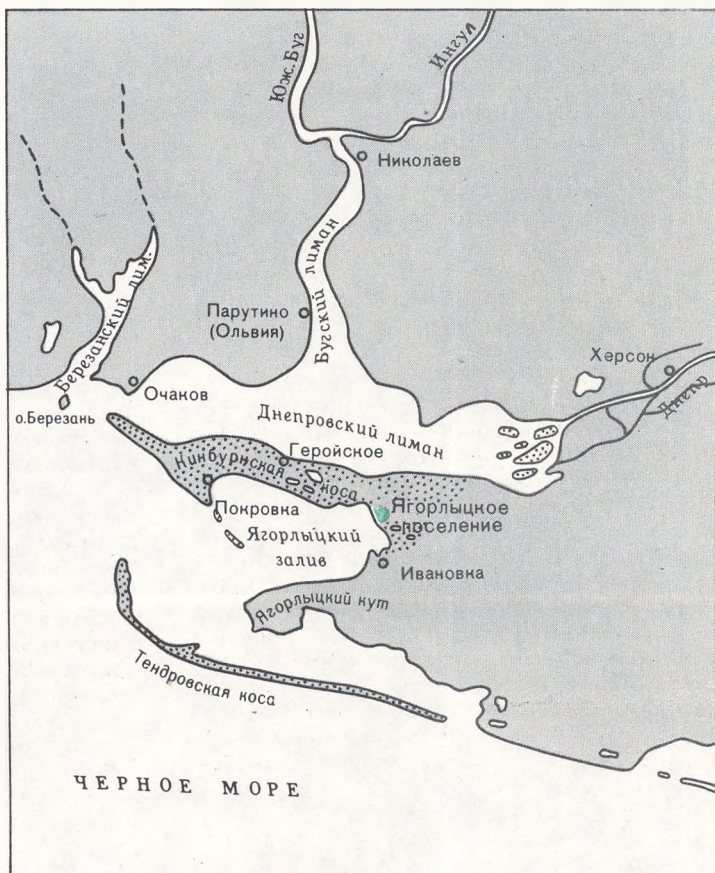 Юж. Буг
Ингул
Николаев
Бугский лиман
Парутино
(Ольвия)
Березанский лим.
Херсон
Днепр
Очаков
о.Березань
Днепровский лиман
Геройское
Кинбурнская коса
Покровка
Ягорлыцкое
поселение
Ягорлыцкий
залив
Ивановка
Ягорлыцкий кут
Тендровская коса
ЧЕРНОЕ МОРЕ